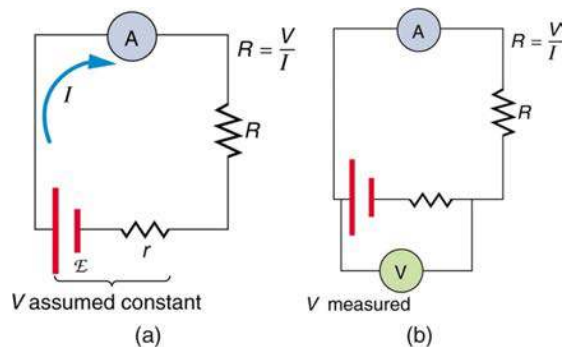 A
R = V/I
I
R
ℰ
r
V assumed constant
(a)
(b)
A
R = V/I
R
V
V measured